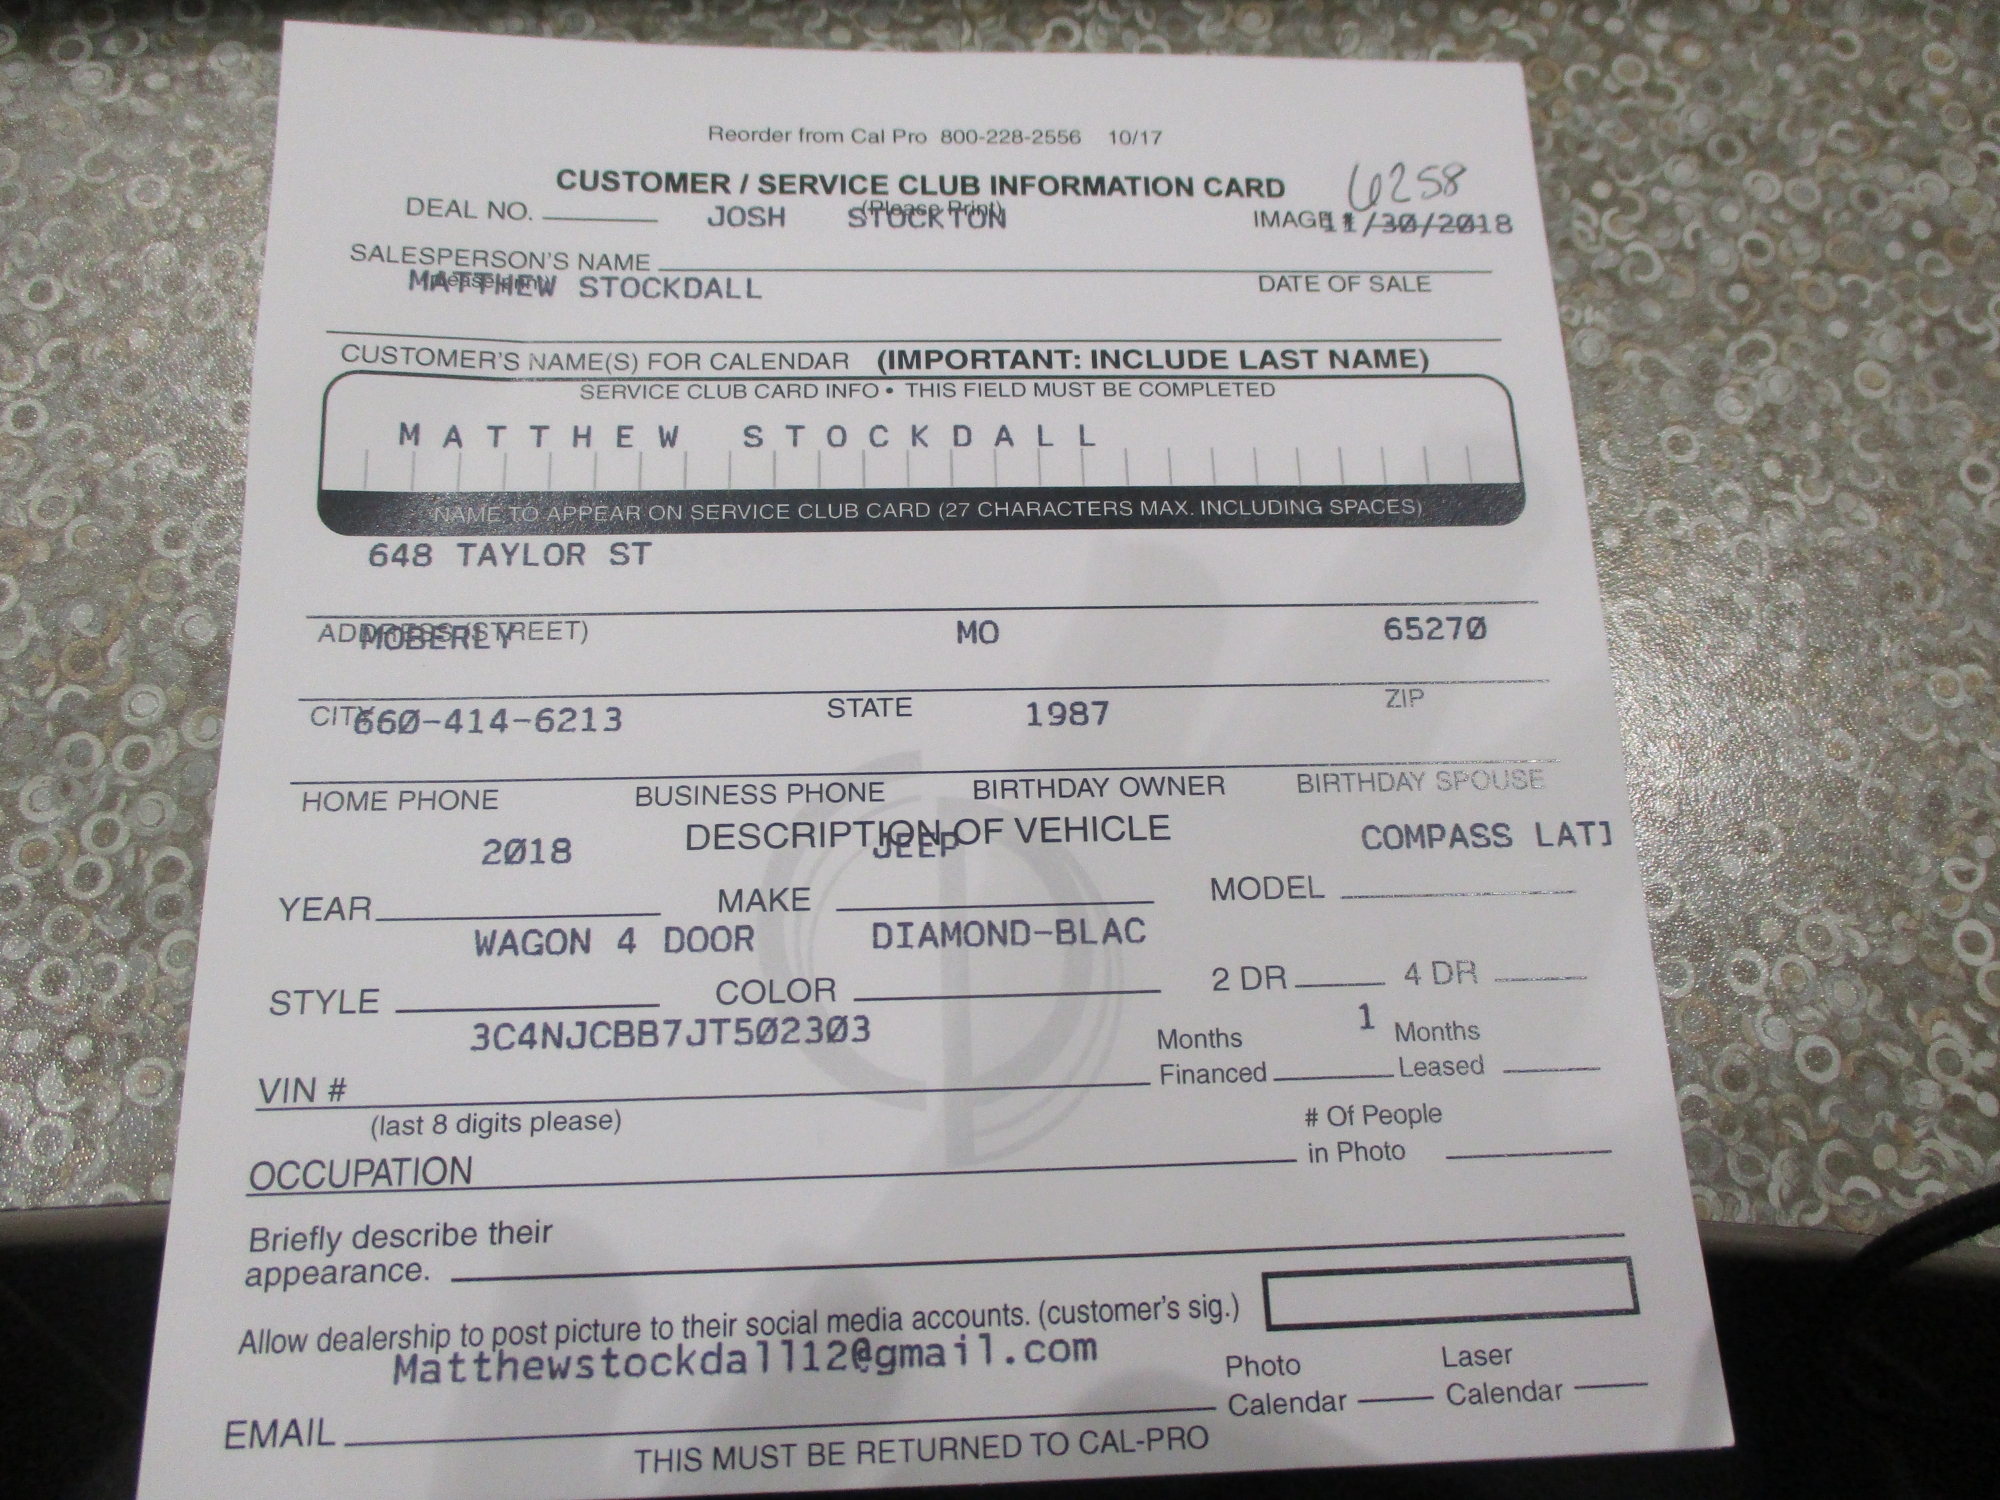 Reorder from Cal Pro 800-228-2556 10/17
CUSTOMER / SERVICE CLUB INFORMATION CARD 6258
(Please Print)
DEAL NO. JOSH STOCKTON IMAGE # 11/30/2018
SALESPERSON'S NAME
(please print) MATTHEW STOCKDALL DATE OF SALE
CUSTOMER'S NAME(S) FOR CALENDAR (IMPORTANT: INCLUDE LAST NAME)
SERVICE CLUB CARD INFO • THIS FIELD MUST BE COMPLETED
MATTHEW STOCKDALL
NAME TO APPEAR ON SERVICE CLUB CARD (27 CHARACTERS MAX. INCLUDING SPACES)
648 TAYLOR ST
ADDRESS (STREET) MOBERLY MO 65270
CITY 660-414-6213 STATE 1987 ZIP
HOME PHONE BUSINESS PHONE BIRTHDAY OWNER BIRTHDAY SPOUSE
DESCRIPTION OF VEHICLE
2018 JEEP COMPASS LATI
YEAR MAKE MODEL
WAGON 4 DOOR DIAMOND-BLAC
STYLE COLOR 2 DR 4 DR
3C4NJCBB7JT502303 1
VIN # Months Financed Months Leased
(last 8 digits please) # Of People
OCCUPATION in Photo
Briefly describe their
appearance.
Allow dealership to post picture to their social media accounts. (customer's sig.)
Matthewstockdall12@gmail.com
EMAIL Photo Calendar Laser Calendar
THIS MUST BE RETURNED TO CAL-PRO